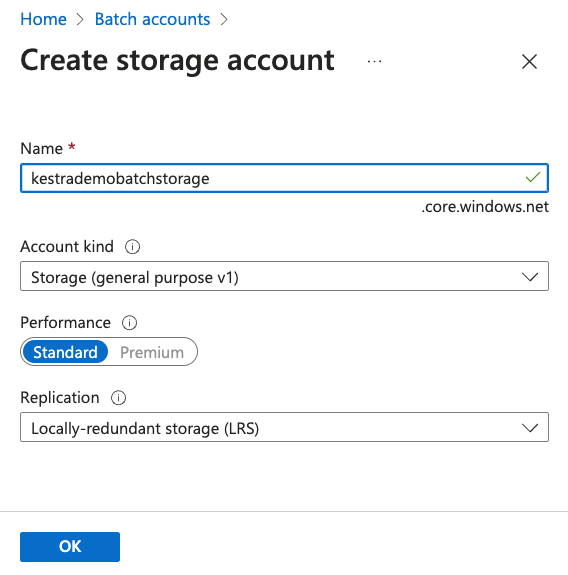 Home > Batch accounts >
Create storage account ...
Name *
kestrademobatchstorage
.core.windows.net
Account kind
Storage (general purpose v1)
Performance
Standard Premium
Replication
Locally-redundant storage (LRS)
OK